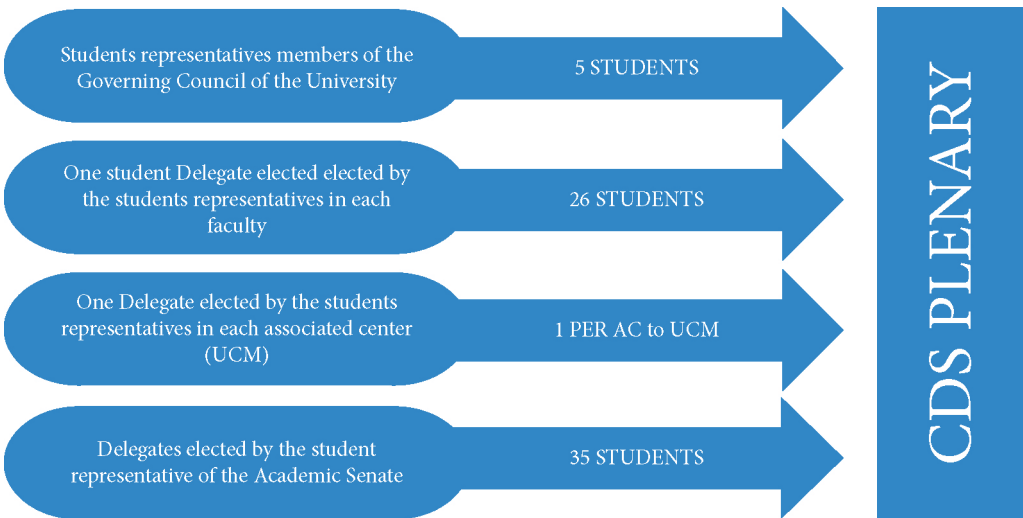 Students representatives members of the
Governing Council of the University
5 STUDENTS
One student Delegate elected elected by
the students representatives in each
faculty
26 STUDENTS
One Delegate elected by the students
representatives in each associated center
(UCM)
1 PER AC to UCM
Delegates elected by the student
representative of the Academic Senate
35 STUDENTS
CDS PLENARY